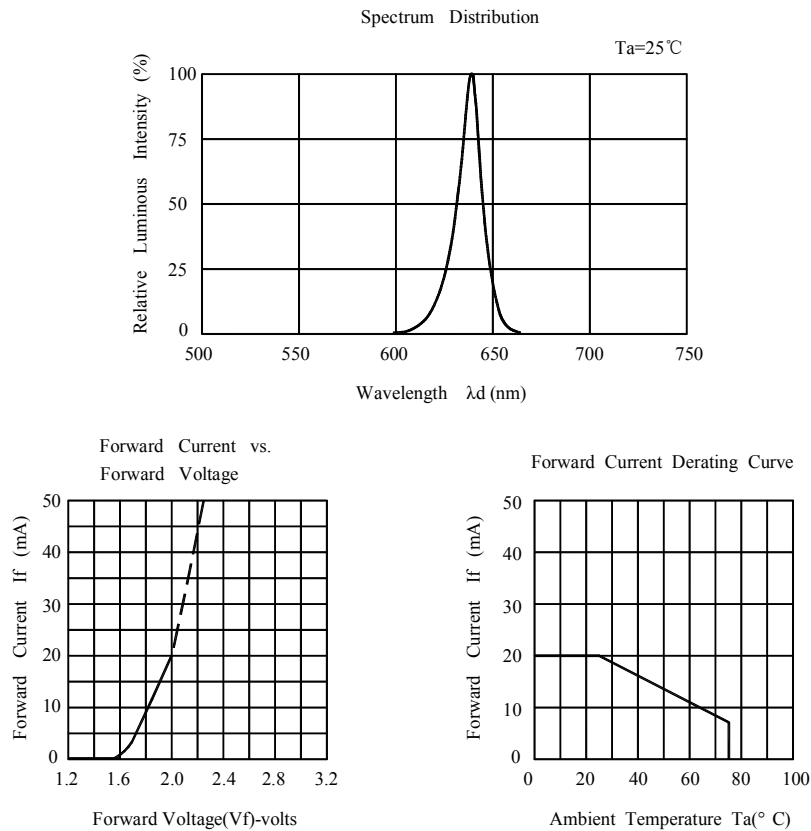 Spectrum Distribution
Ta=25℃
Relative Luminous Intensity (%)
100
75
50
25
0
500 550 600 650 700 750
Wavelength λd (nm)
Forward Current vs.
Forward Voltage
Forward Current If (mA)
50
40
30
20
10
0
1.2 1.6 2.0 2.4 2.8 3.2
Forward Voltage(Vf)-volts
Forward Current Derating Curve
Forward Current If (mA)
50
40
30
20
10
0
0 20 40 60 80 100
Ambient Temperature Ta(° C)